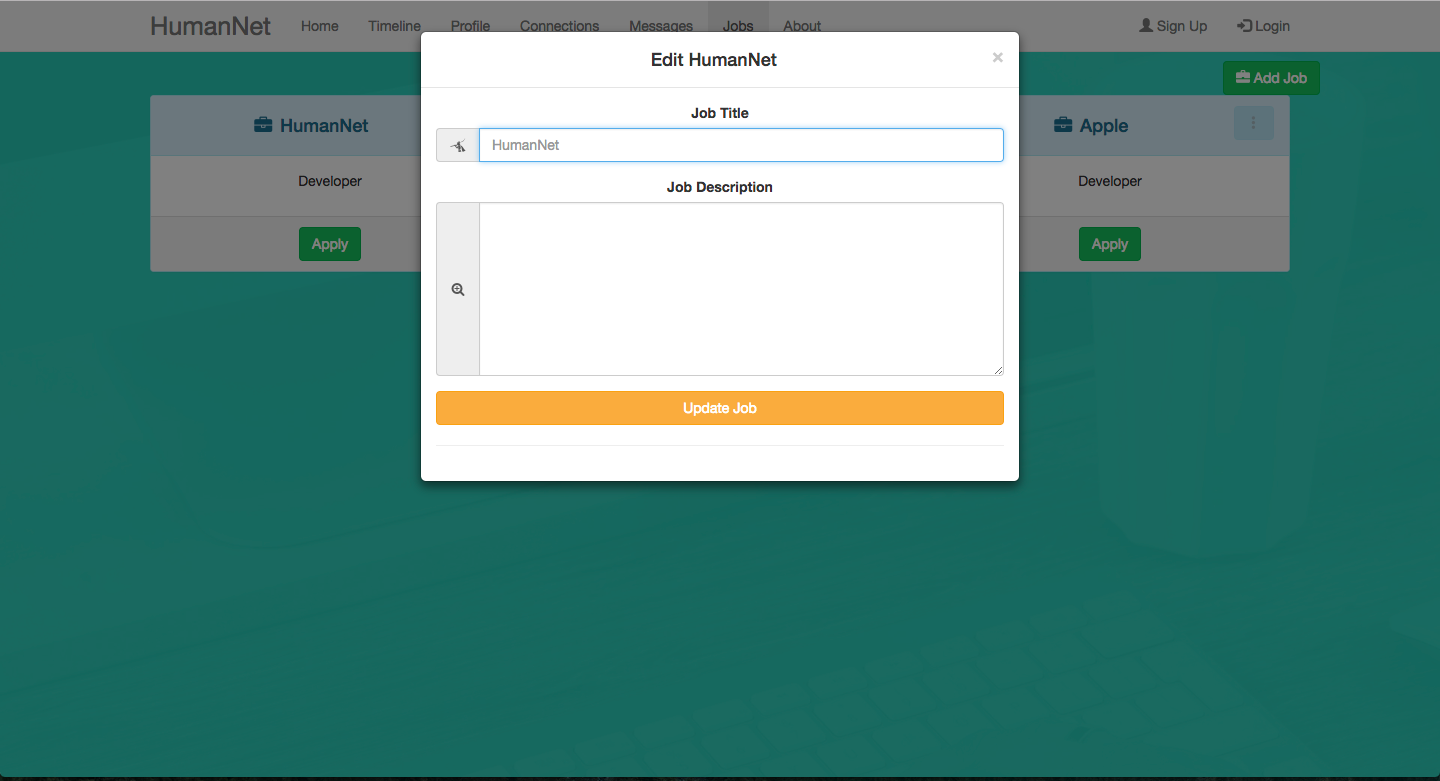 HumanNet Home Timeline Profile Connections Messages Jobs About Sign Up Login
Edit HumanNet ×
Add Job
Job Title
HumanNet
Job Description
Update Job
HumanNet
Developer
Apply
Apple
Developer
Apply